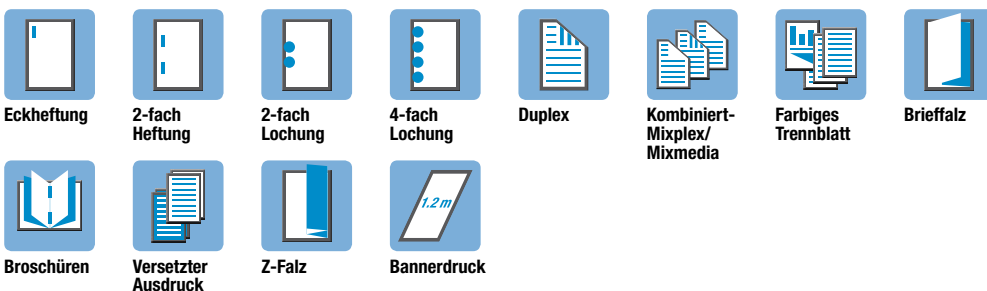 Eckheftung
2-fach
Heftung
2-fach
Lochung
4-fach
Lochung
Duplex
Kombiniert-
Mixplex/
Mixmedia
Farbiges
Trennblatt
Brieffalz
1.2 m
Broschüren
Versetzter
Ausdruck
Z-Falz
Bannerdruck